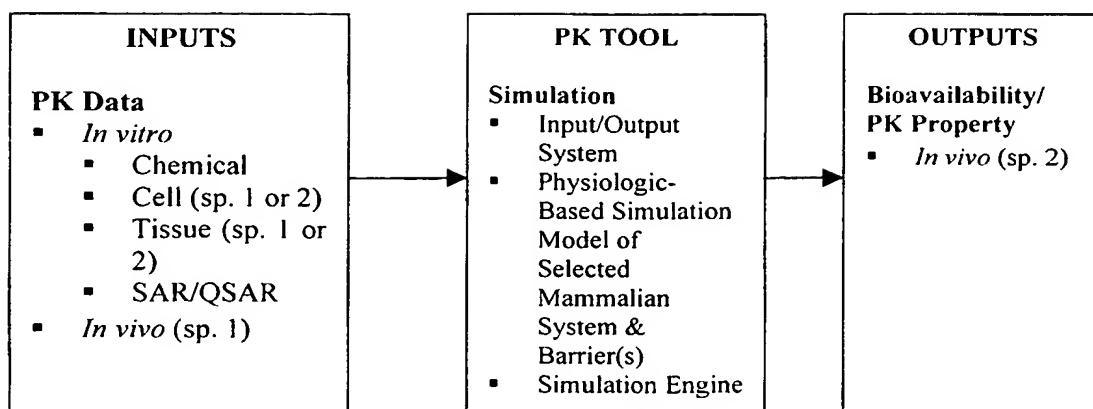 INPUTS
PK Data
▪ In vitro
▪ Chemical
▪ Cell (sp. 1 or 2)
▪ Tissue (sp. 1 or
2)
▪ SAR/QSAR
▪ In vivo (sp. 1)
PK TOOL
Simulation
▪ Input/Output
System
▪ Physiologic-
Based Simulation
Model of
Selected
Mammalian
System &
Barrier(s)
▪ Simulation Engine
OUTPUTS
Bioavailability/
PK Property
▪ In vivo (sp. 2)